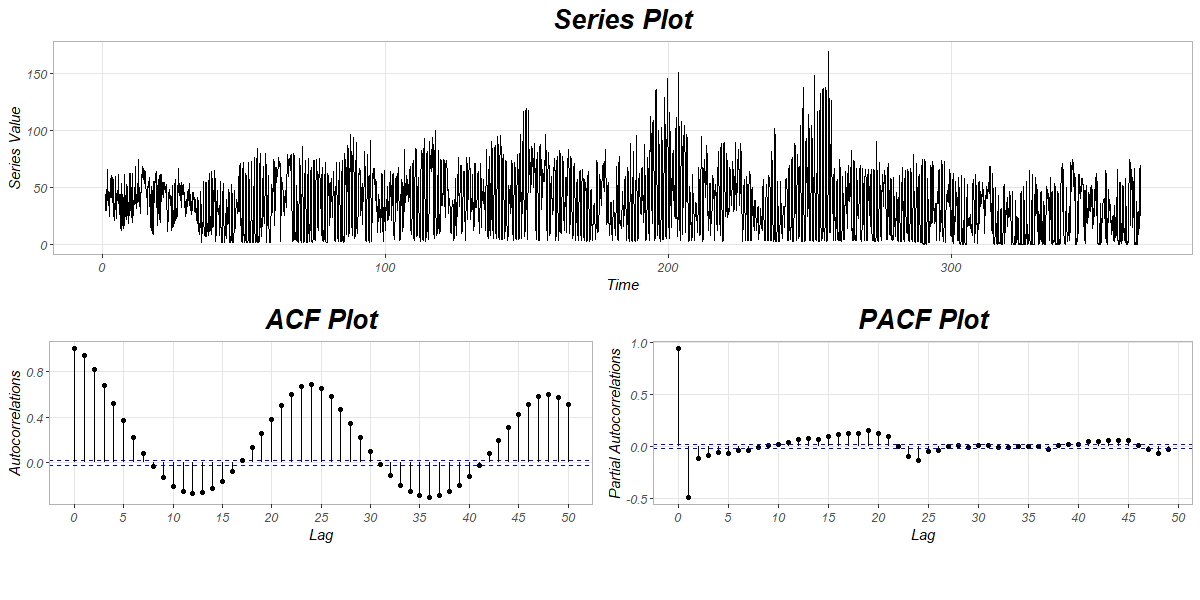 Series Plot
Series Value
150
100
50
0
0 100 200 300
Time
ACF Plot
Autocorrelations
0.8
0.4
0.0
0 5 10 15 20 25 30 35 40 45 50
Lag
PACF Plot
Partial Autocorrelations
1.0
0.5
0.0
-0.5
0 5 10 15 20 25 30 35 40 45 50
Lag